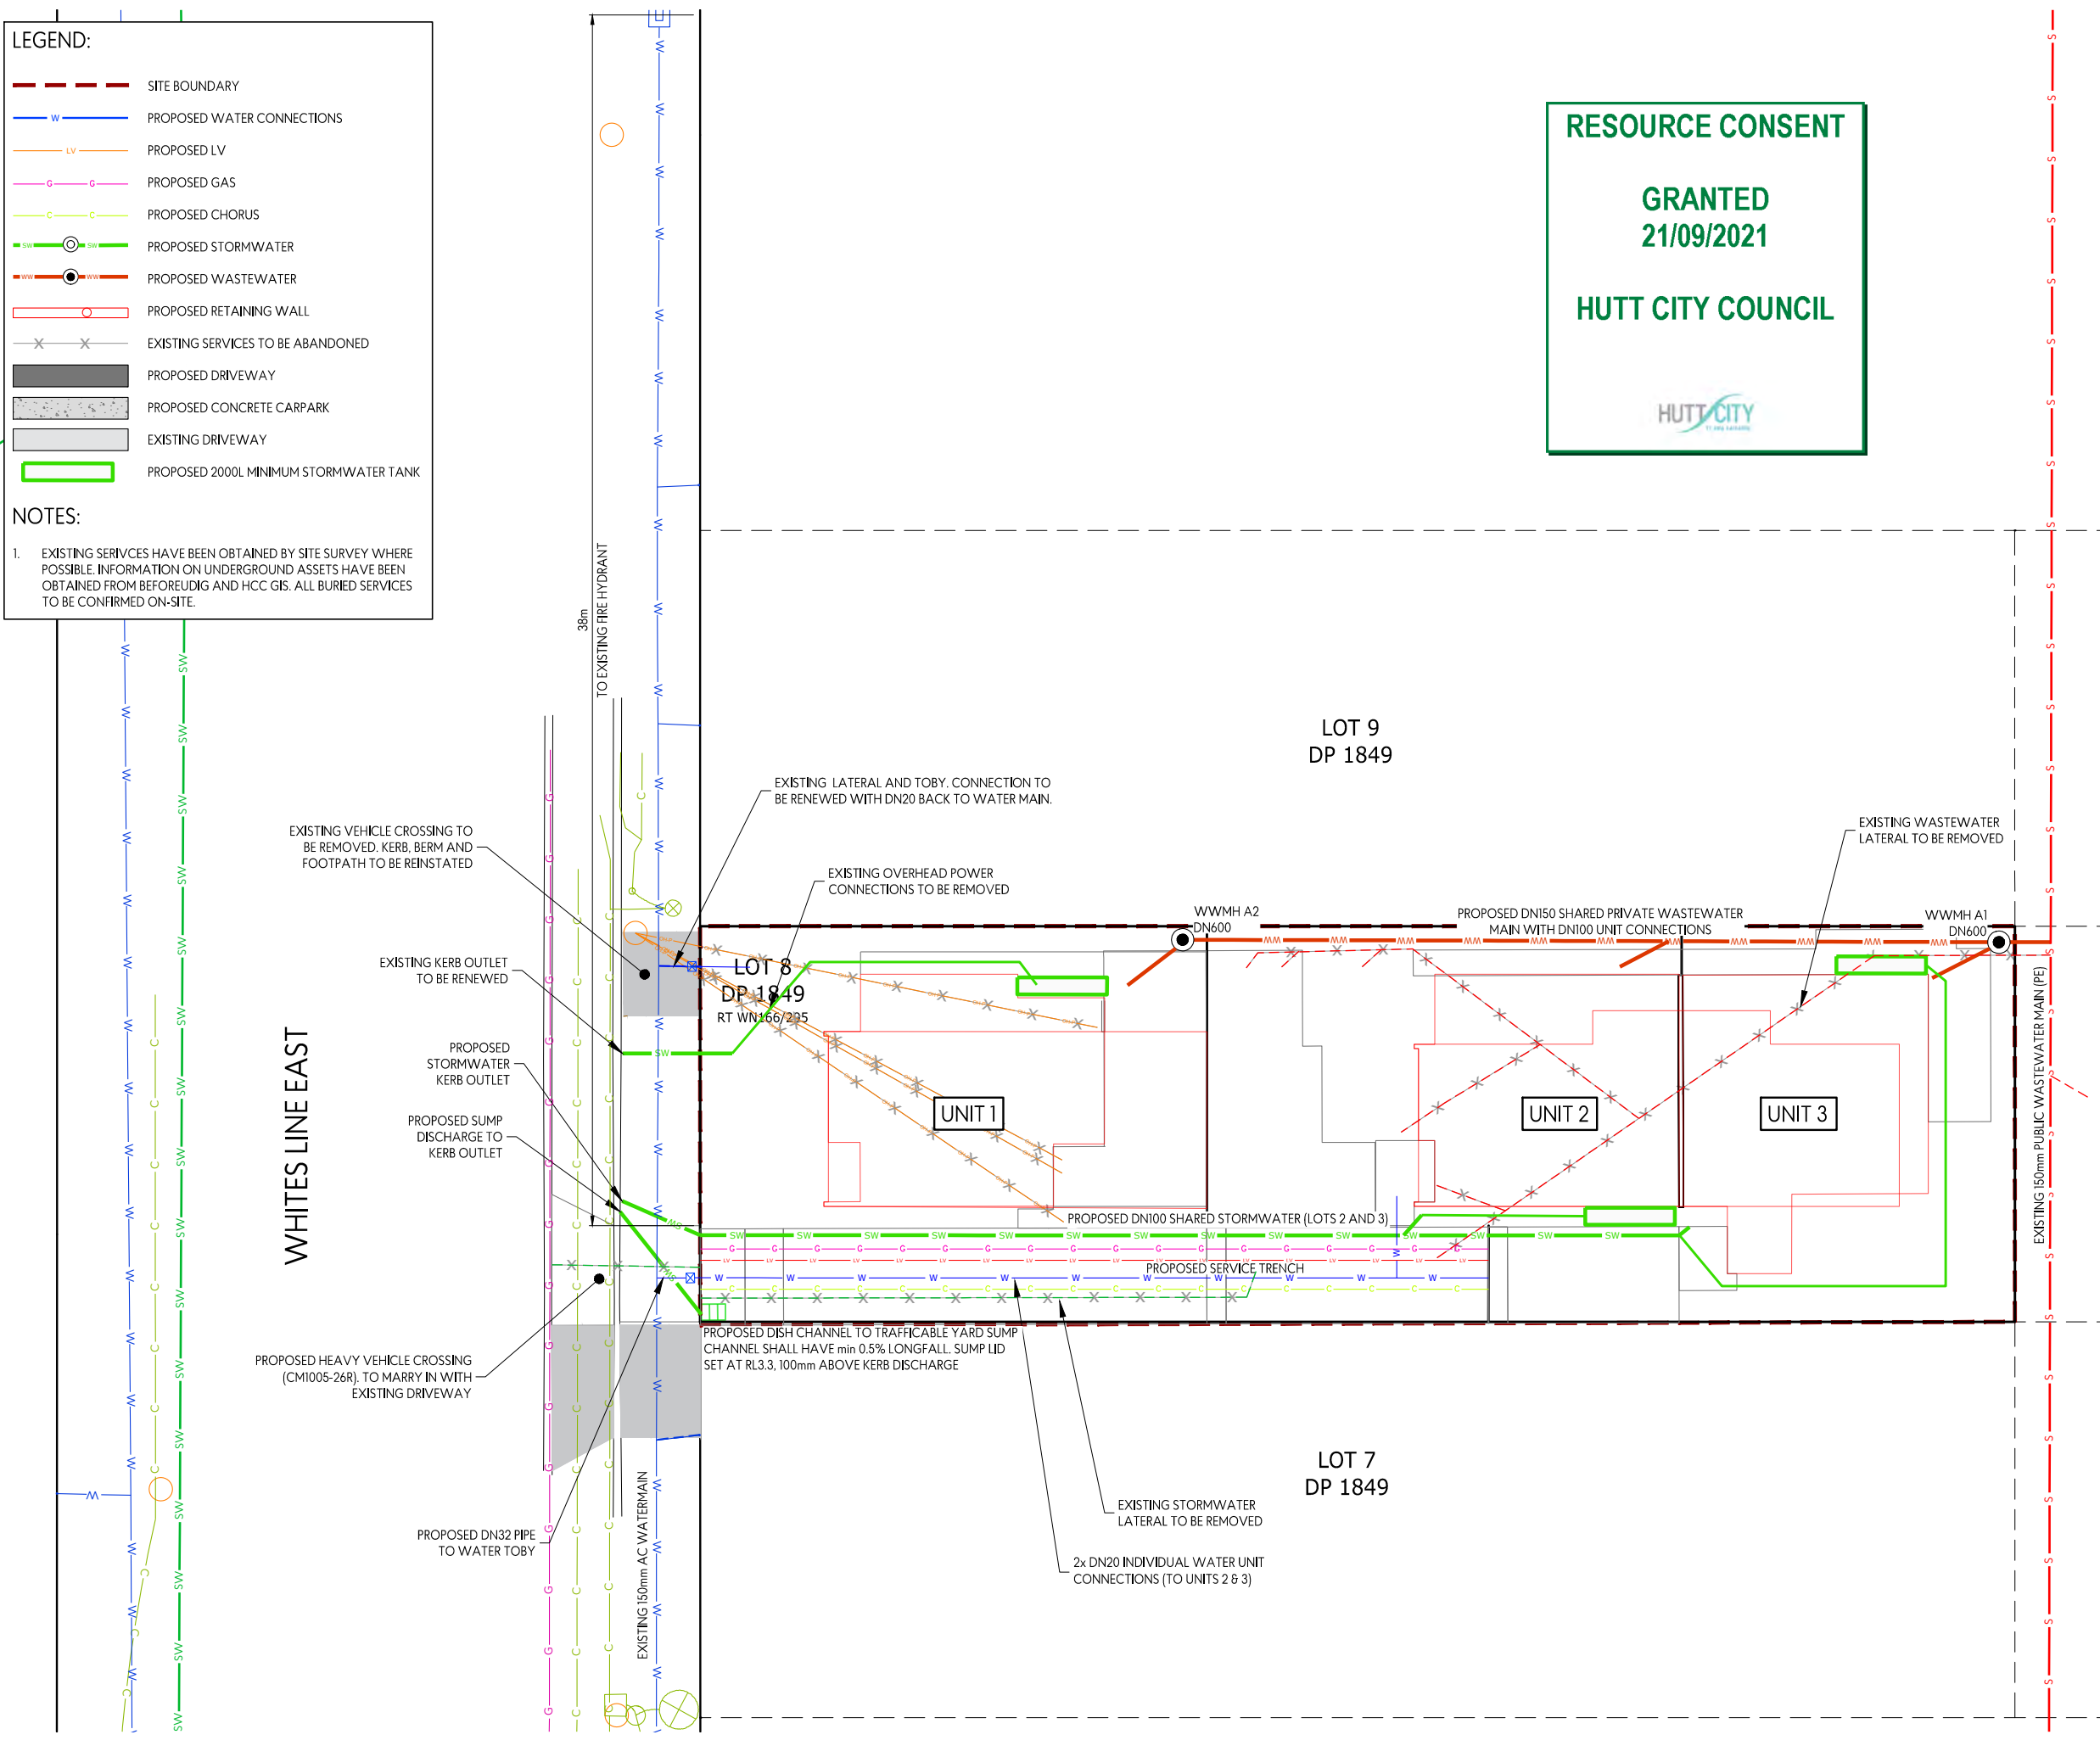 LEGEND:
SITE BOUNDARY
W PROPOSED WATER CONNECTIONS
LV PROPOSED LV
G G PROPOSED GAS
C C PROPOSED CHORUS
SW SW PROPOSED STORMWATER
WW WW PROPOSED WASTEWATER
PROPOSED RETAINING WALL
EXISTING SERVICES TO BE ABANDONED
PROPOSED DRIVEWAY
PROPOSED CONCRETE CARPARK
EXISTING DRIVEWAY
PROPOSED 2000L MINIMUM STORMWATER TANK
NOTES:
1. EXISTING SERIVCES HAVE BEEN OBTAINED BY SITE SURVEY WHERE
POSSIBLE. INFORMATION ON UNDERGROUND ASSETS HAVE BEEN
OBTAINED FROM BEFOREUDIG AND HCC GIS. ALL BURIED SERVICES
TO BE CONFIRMED ON-SITE.
RESOURCE CONSENT
GRANTED
21/09/2021
HUTT CITY COUNCIL
HUTT CITY
38m
TO EXISTING FIRE HYDRANT
LOT 9
DP 1849
EXISTING LATERAL AND TOBY. CONNECTION TO
BE RENEWED WITH DN20 BACK TO WATER MAIN.
EXISTING VEHICLE CROSSING TO
BE REMOVED. KERB, BERM AND
FOOTPATH TO BE REINSTATED
EXISTING OVERHEAD POWER
CONNECTIONS TO BE REMOVED
EXISTING WASTEWATER
LATERAL TO BE REMOVED
WWMH A2
DN600
PROPOSED DN150 SHARED PRIVATE WASTEWATER
MAIN WITH DN100 UNIT CONNECTIONS
WWMH A1
DN600
EXISTING KERB OUTLET
TO BE RENEWED
LOT 8
DP 1849
RT WN166/295
PROPOSED
STORMWATER
KERB OUTLET
PROPOSED SUMP
DISCHARGE TO
KERB OUTLET
WHITES LINE EAST
UNIT 1
UNIT 2
UNIT 3
EXISTING 150mm PUBLIC WASTEWATER MAIN (PE)
PROPOSED DN100 SHARED STORMWATER (LOTS 2 AND 3)
PROPOSED SERVICE TRENCH
PROPOSED DISH CHANNEL TO TRAFFICABLE YARD SUMP
CHANNEL SHALL HAVE min 0.5% LONGFALL. SUMP LID
SET AT RL3.3, 100mm ABOVE KERB DISCHARGE
PROPOSED HEAVY VEHICLE CROSSING
(CM1005-26R). TO MARRY IN WITH
EXISTING DRIVEWAY
LOT 7
DP 1849
EXISTING STORMWATER
LATERAL TO BE REMOVED
PROPOSED DN32 PIPE
TO WATER TOBY
EXISTING 150mm AC WATERMAIN
2x DN20 INDIVIDUAL WATER UNIT
CONNECTIONS (TO UNITS 2 & 3)